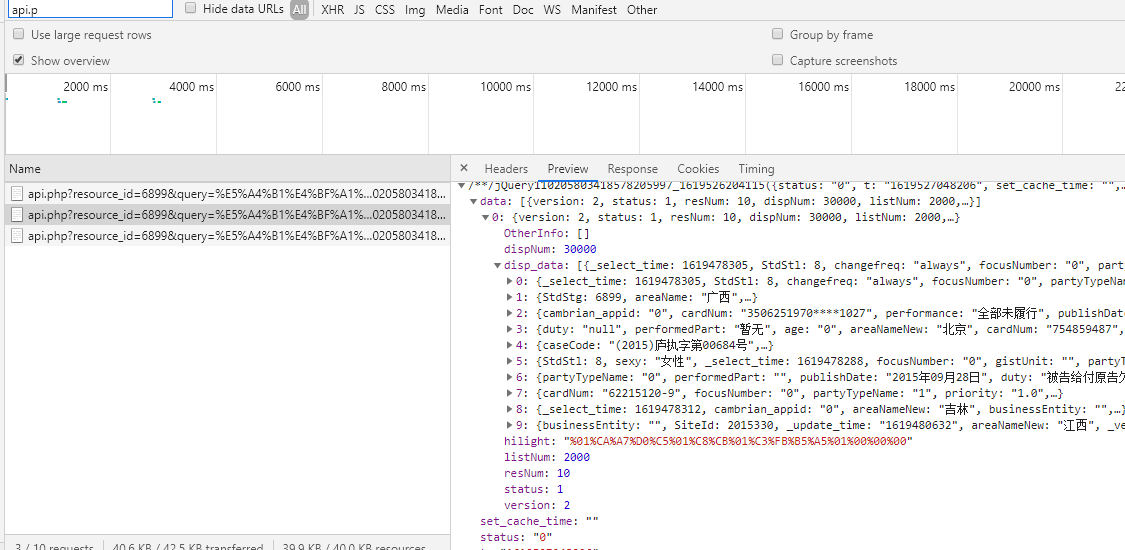 api.p Hide data URLs All XHR JS CSS Img Media Font Doc WS Manifest Other
Use large request rows Group by frame
Show overview Capture screenshots
2000 ms 4000 ms 6000 ms 8000 ms 10000 ms 12000 ms 14000 ms 16000 ms 18000 ms 20000 ms 22
Name
api.php?resource_id=6899&query=%E5%A4%B1%E4%BF%A1%...0205803418...
api.php?resource_id=6899&query=%E5%A4%B1%E4%BF%A1%...0205803418...
api.php?resource_id=6899&query=%E5%A4%B1%E4%BF%A1%...0205803418...
3 / 10 requests 40.6 KB / 42.5 KB transferred 39.9 KB / 40.0 KB resources
× Headers Preview Response Cookies Timing
/**/jQuery110205803418578205997_1619526204115({status: "0", t: "1619527048206", set_cache_time: "",…
data: [{version: 2, status: 1, resNum: 10, dispNum: 30000, listNum: 2000,…}]
0: {version: 2, status: 1, resNum: 10, dispNum: 30000, listNum: 2000,…}
OtherInfo: []
dispNum: 30000
disp_data: [{_select_time: 1619478305, StdStl: 8, changefreq: "always", focusNumber: "0", part
0: {_select_time: 1619478305, StdStl: 8, changefreq: "always", focusNumber: "0", partyTypeNam
1: {StdStg: 6899, areaName: "广西",…}
2: {cambrian_appid: "0", cardNum: "3506251970****1027", performance: "全部未履行", publishDat
3: {duty: "null", performedPart: "暂无", age: "0", areaNameNew: "北京", cardNum: "754859487",
4: {caseCode: "(2015)庐执字第00684号",…}
5: {StdStl: 8, sexy: "女性", _select_time: 1619478288, focusNumber: "0", gistUnit: "", partyT
6: {partyTypeName: "0", performedPart: "", publishDate: "2015年09月28日", duty: "被告给付原告
7: {cardNum: "62215120-9", focusNumber: "0", partyTypeName: "1", priority: "1.0",…}
8: {_select_time: 1619478312, cambrian_appid: "0", areaNameNew: "吉林", businessEntity: "",…}
9: {businessEntity: "", SiteId: 2015330, _update_time: "1619480632", areaNameNew: "江西", _ve
hilight: "%01%CA%A7%D0%C5%01%C8%CB%01%C3%FB%B5%A5%01%00%00%00"
listNum: 2000
resNum: 10
status: 1
version: 2
set_cache_time: ""
status: "0"